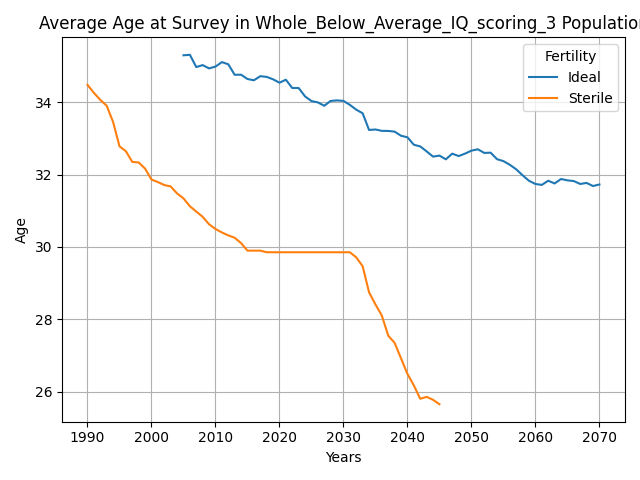 Average Age at Survey in Whole_Below_Average_IQ_scoring_3 Population
Fertility
Ideal
Sterile
Age
34
32
30
28
26
1990 2000 2010 2020 2030 2040 2050 2060 2070
Years